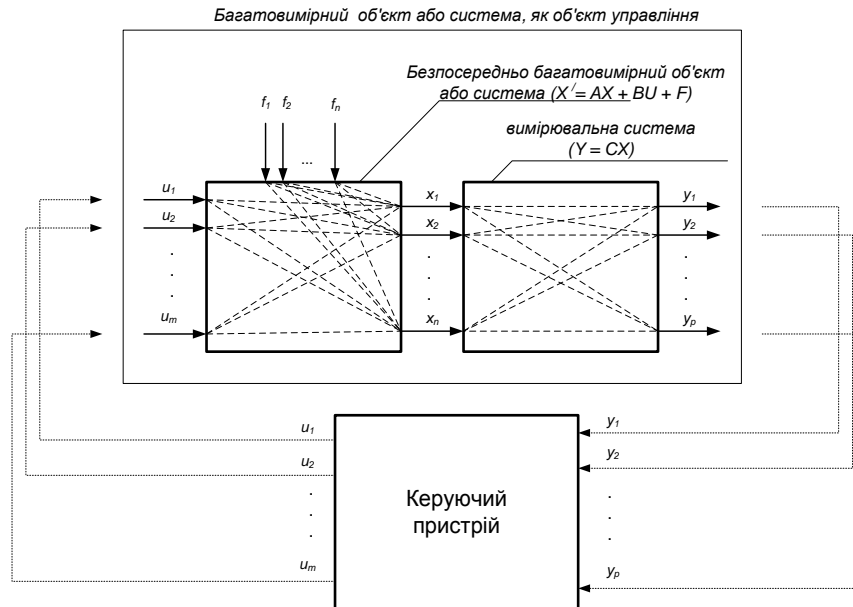 Багатовимірний об'єкт або система, як об'єкт управління
Безпосередньо багатовимірний об'єкт
або система (X′= AX + BU + F)
f1 f2 fn
...
вимірювальна система
(Y = CX)
u1
x1
y1
u2
x2
y2
.
.
.
.
.
.
.
.
.
.
.
.
um
xn
yp
u1
y1
u2
y2
.
.
.
.
.
.
Керуючий
пристрій
um
yp